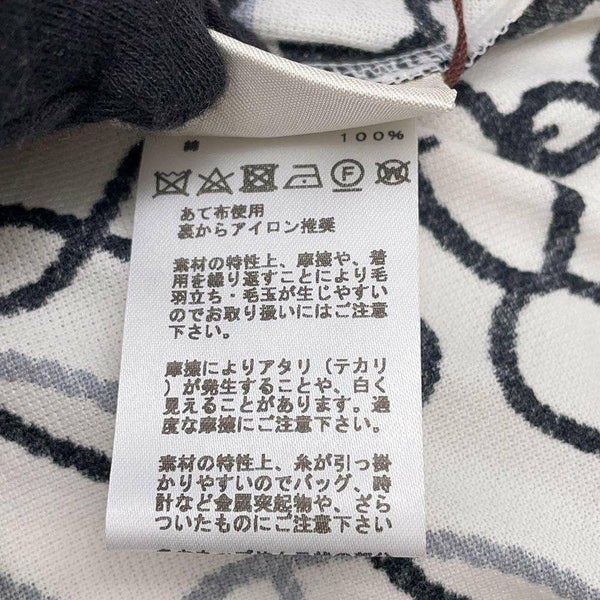 綿 100%
F W
あて布使用
裏からアイロン推奨
素材の特性上、摩擦や、着
用を繰り返すことにより毛
羽立ち・毛玉が生じやすい
のでお取り扱いにはご注意
下さい。
摩擦によりアタリ（テカリ
）が発生することや、白く
見えることがあります。過
度な摩擦にご注意下さい。
素材の特性上、糸が引っ掛
かりやすいのでバッグ、時
計など金属突起物や、ざら
ついたものにご注意下さい